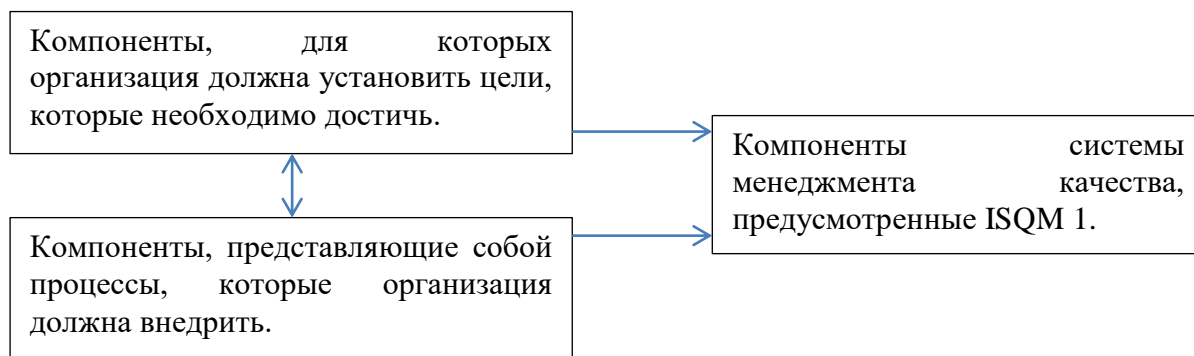 Компоненты, для которых
организация должна установить цели,
которые необходимо достичь.
Компоненты системы
менеджмента качества,
предусмотренные ISQM 1.
Компоненты, представляющие собой
процессы, которые организация
должна внедрить.